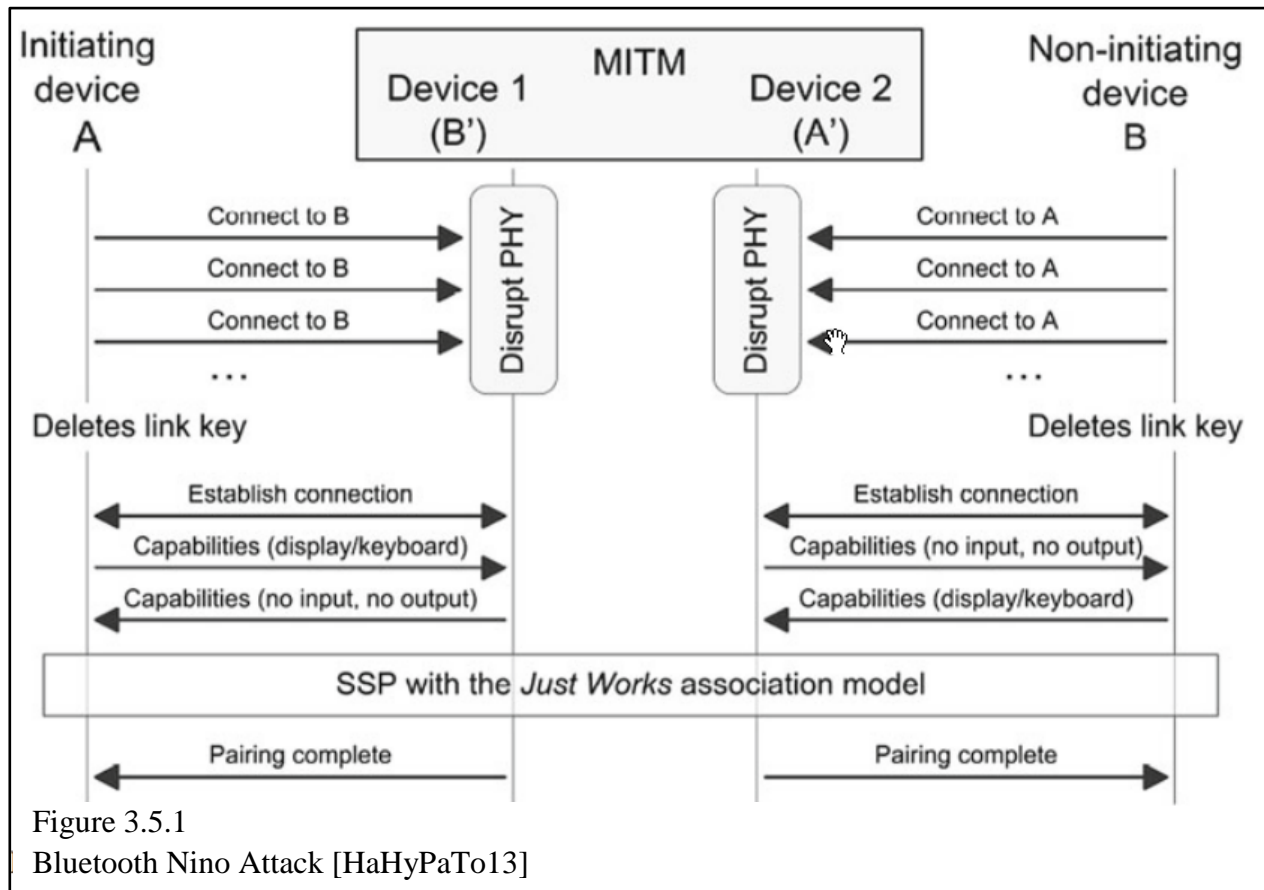 Initiating
device
A
MITM
Device 1
(B')
Device 2
(A')
Non-initiating
device
B
Disrupt PHY
Disrupt PHY
Connect to B
Connect to A
Connect to B
Connect to A
Connect to B
Connect to A
...
...
Deletes link key
Deletes link key
Establish connection
Establish connection
Capabilities (display/keyboard)
Capabilities (no input, no output)
Capabilities (no input, no output)
Capabilities (display/keyboard)
SSP with the Just Works association model
Pairing complete
Pairing complete
Figure 3.5.1
Bluetooth Nino Attack [HaHyPaTo13]